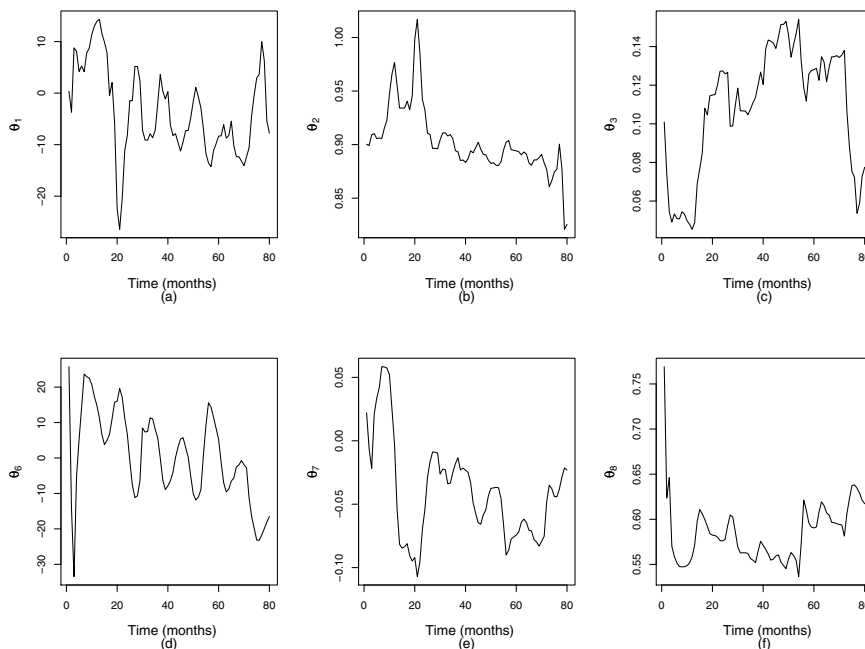 θ1
10
0
−10
−20
0 20 40 60 80
Time (months)
(a)
θ2
1.00
0.95
0.90
0.85
0 20 40 60 80
Time (months)
(b)
θ3
0.14
0.12
0.10
0.08
0.06
0 20 40 60 80
Time (months)
(c)
θ6
20
10
0
−10
−20
−30
0 20 40 60 80
Time (months)
(d)
θ7
0.05
0.00
−0.05
−0.10
0 20 40 60 80
Time (months)
(e)
θ8
0.75
0.70
0.65
0.60
0.55
0 20 40 60 80
Time (months)
(f)